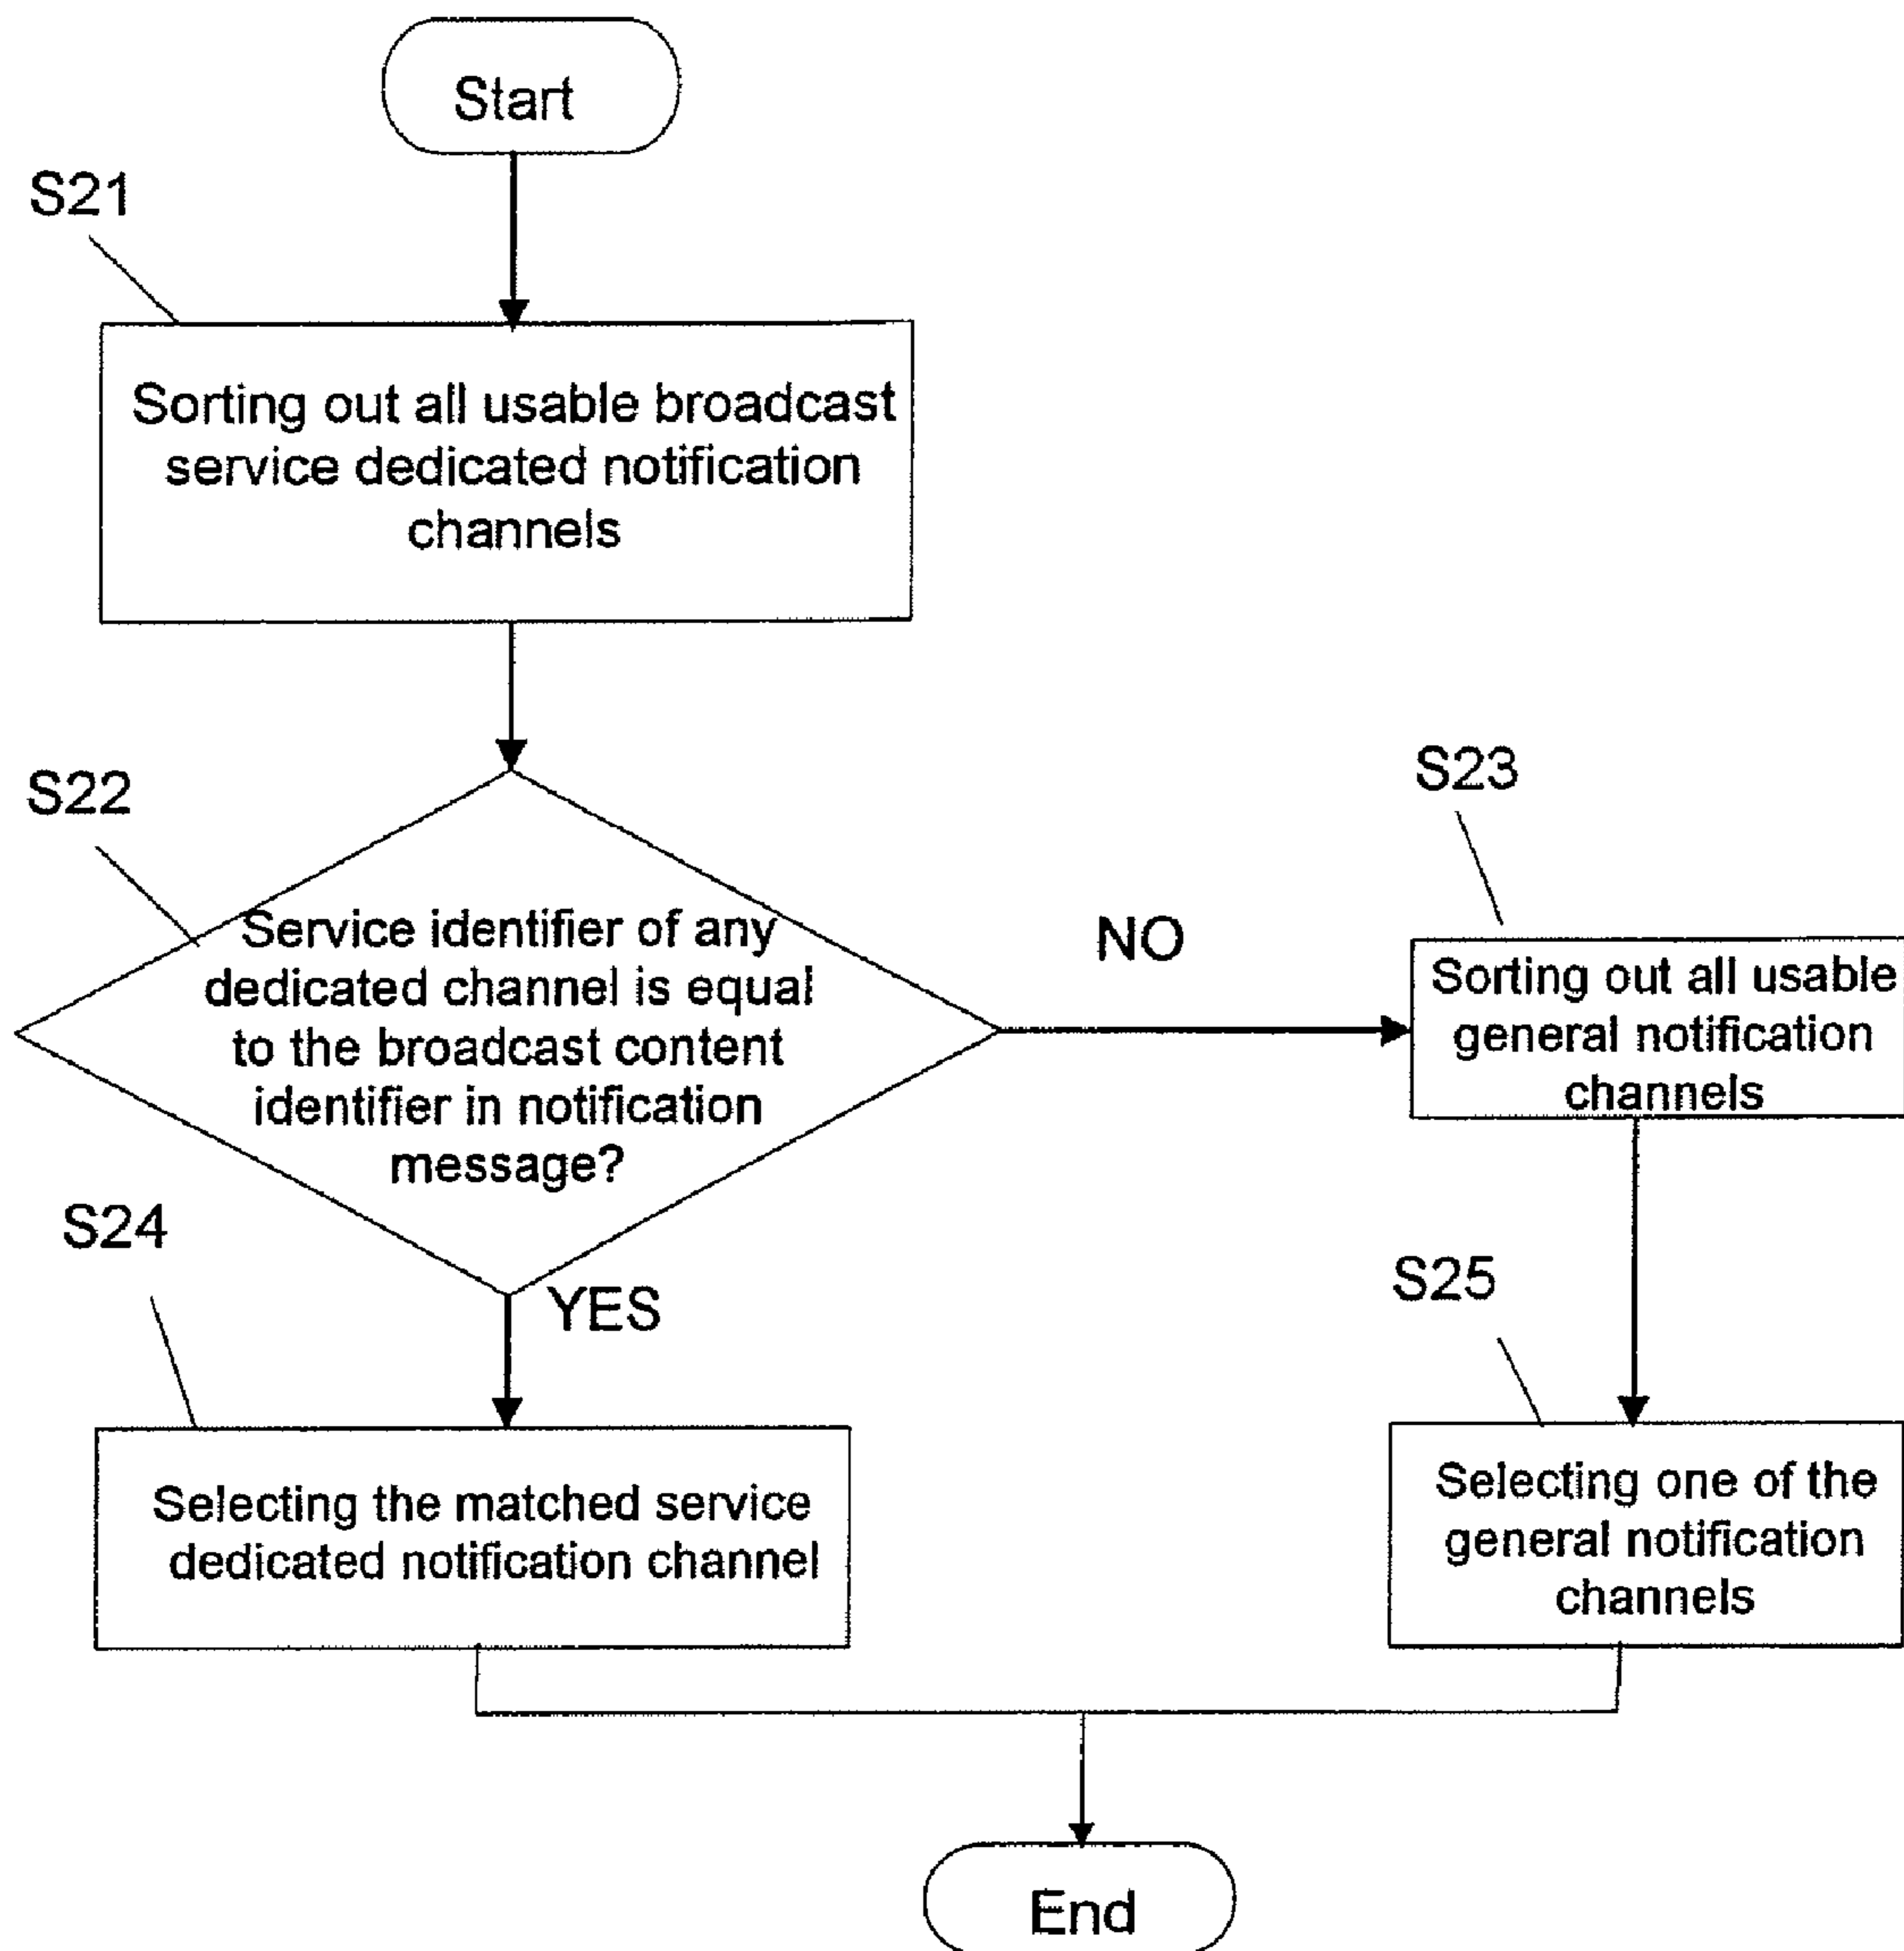 Start
S21
Sorting out all usable broadcast
service dedicated notification
channels
S22
Service identifier of any
dedicated channel is equal
to the broadcast content
identifier in notification
message?
NO
S23
Sorting out all usable
general notification
channels
YES
S24
Selecting the matched service
dedicated notification channel
S25
Selecting one of the
general notification
channels
End